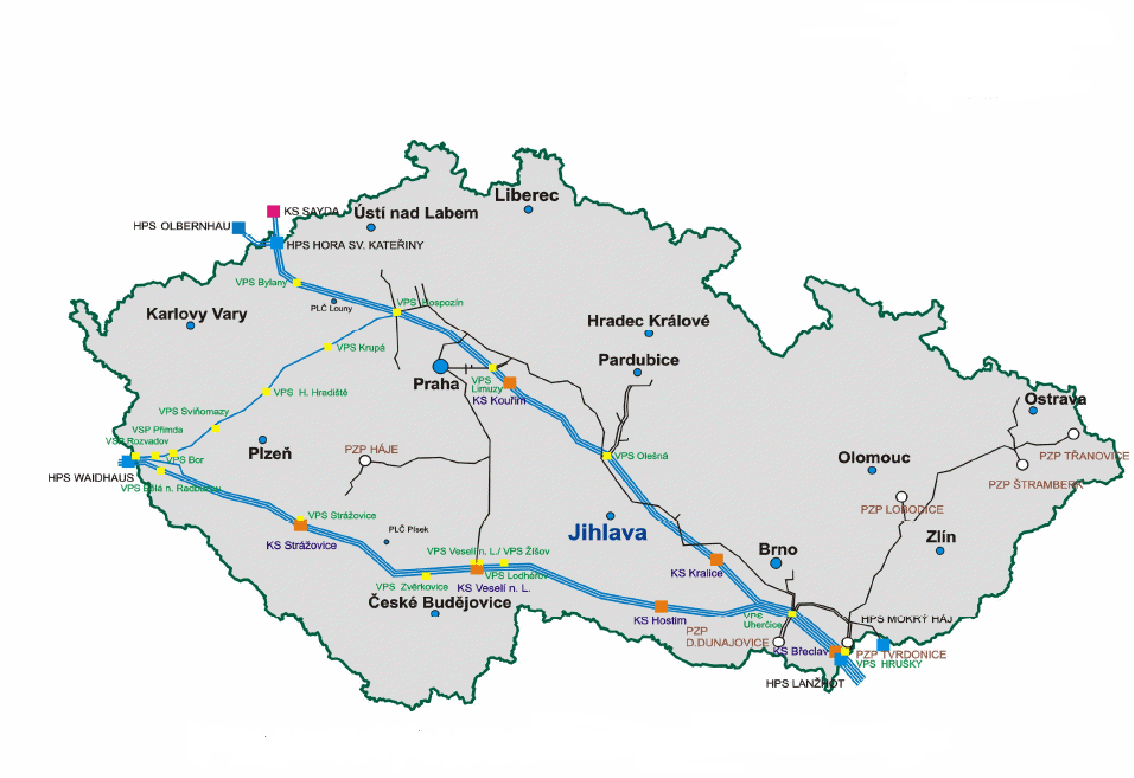 Liberec
KS SAYDA
Ústí nad Labem
HPS OLBERNHAU
HPS HORA SV. KATEŘINY
VPS Bylany
PLČ Louny
VPS Hospozín
Karlovy Vary
Hradec Králové
VPS Krupá
Pardubice
Praha
VPS
Limuzy
KS Kouřim
VPS H. Hrediště
Ostrava
VPS Sviňomazy
VSP Přimda
VSP Rozvadov
Plzeň
PZP HÁJE
VPS Bor
VPS Olešná
Olomouc
PZP TŘANOVICE
HPS WAIDHAUS
VPS Bělá n. Radbuzou
PZP ŠTRAMBERK
PZP LOBODICE
VPS Strážovice
PLČ Písek
Jihlava
KS Strážovice
Zlín
VPS Veselí n. L./ VPS Žíšov
Brno
KS Kralice
VPS Lodhéřov
VPS Zvěrkovice
KS Veselí n. L.
České Budějovice
KS Hostim
VPS
Uherčice
HPS MOKRÝ HÁJ
PZP
D.DUNAJOVICE
KS Břeclav
PZP TVRDONICE
VPS HRUŠKY
HPS LANŽHOT